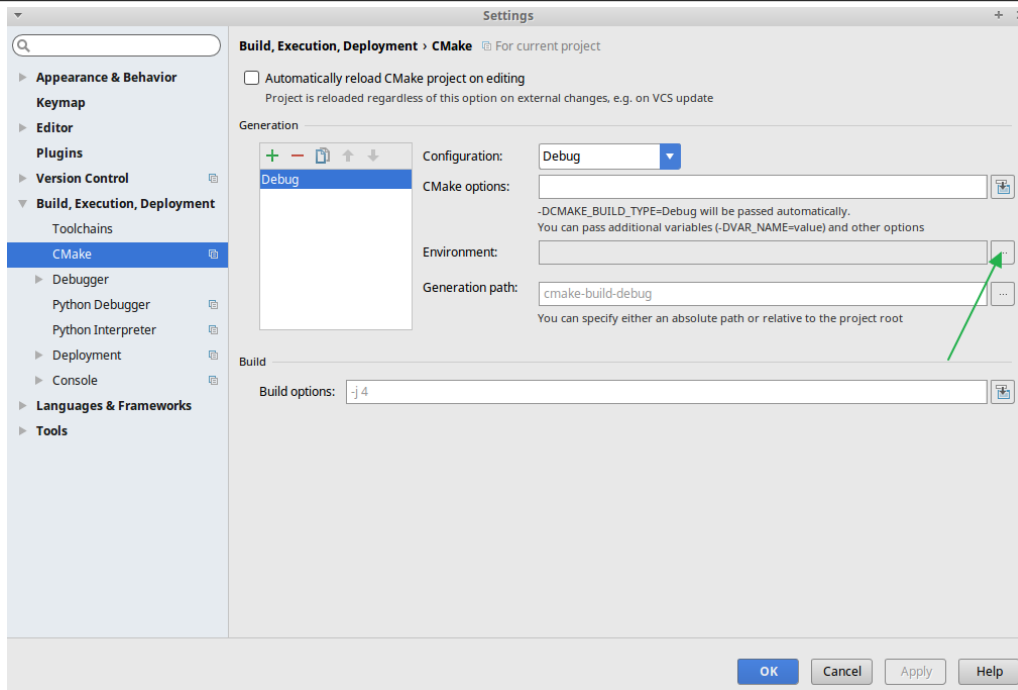 Settings
Build, Execution, Deployment › CMake For current project
Appearance & Behavior
Keymap
Editor
Plugins
Version Control
Build, Execution, Deployment
Toolchains
CMake
Debugger
Python Debugger
Python Interpreter
Deployment
Console
Languages & Frameworks
Tools
Automatically reload CMake project on editing
Project is reloaded regardless of this option on external changes, e.g. on VCS update
Generation
Debug
Configuration: Debug
CMake options:
-DCMAKE_BUILD_TYPE=Debug will be passed automatically.
You can pass additional variables (-DVAR_NAME=value) and other options
Environment: ...
Generation path: cmake-build-debug ...
You can specify either an absolute path or relative to the project root
Build
Build options: -j 4
OK Cancel Apply Help